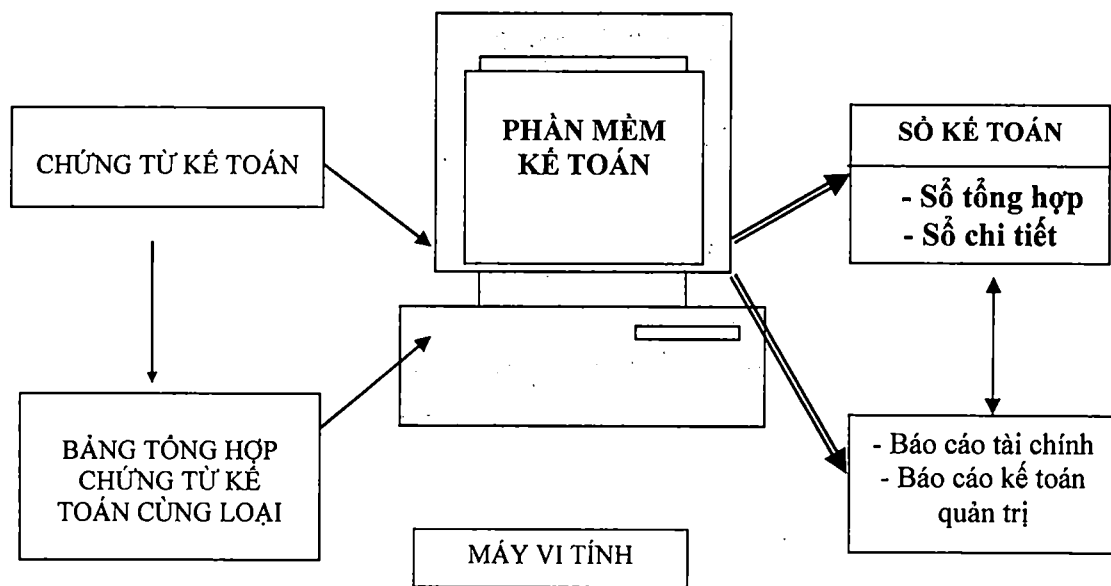 CHỨNG TỪ KẾ TOÁN
PHẦN MỀM
KẾ TOÁN
SỔ KẾ TOÁN
- Sổ tổng hợp
- Sổ chi tiết
BẢNG TỔNG HỢP
CHỨNG TỪ KẾ
TOÁN CÙNG LOẠI
- Báo cáo tài chính
- Báo cáo kế toán
quản trị
MÁY VI TÍNH